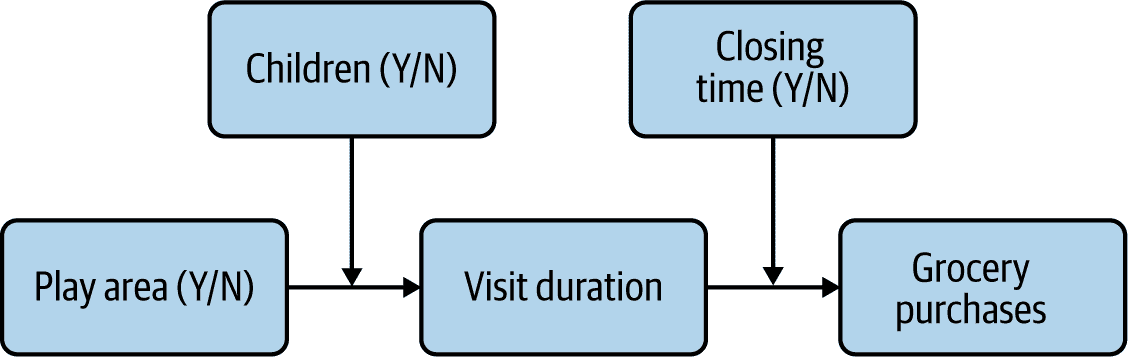 Children (Y/N)
Closing
time (Y/N)
Play area (Y/N)
Visit duration
Grocery
purchases